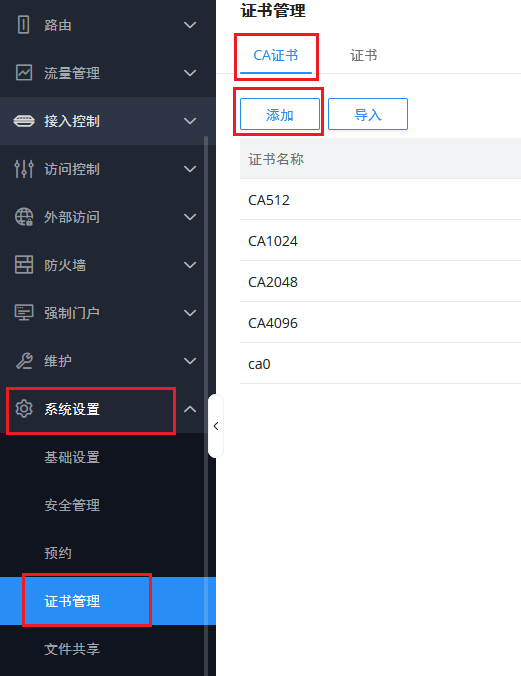 路由
流量管理
接入控制
访问控制
外部访问
防火墙
强制门户
维护
系统设置
基础设置
安全管理
预约
证书管理
文件共享
证书管理
CA证书 证书
添加 导入
证书名称
CA512
CA1024
CA2048
CA4096
ca0